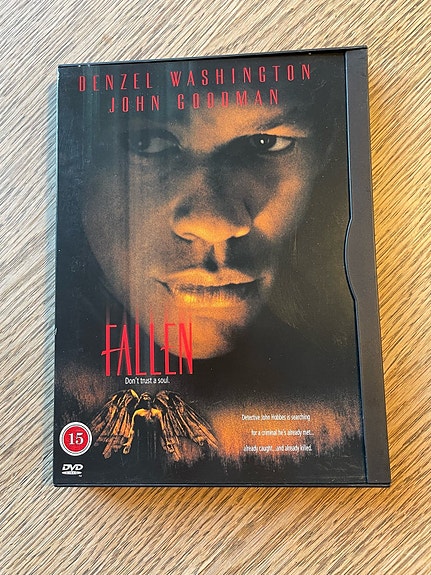 DENZEL WASHINGTON
JOHN GOODMAN
FALLEN
Don't trust a soul.
Detective John Hobbes is searching
for a criminal he's already met...
already caught...and already killed.
15
DVD